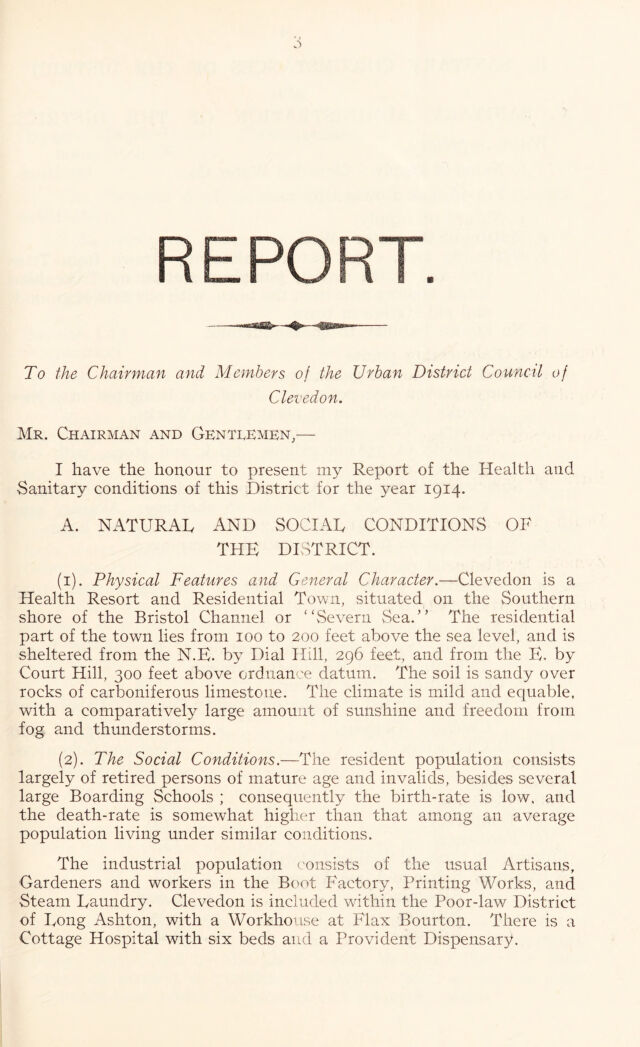 3
REPORT.
To the Chairman and Members of the Urban District Council of
Clevedon.
MR. CHAIRMAN AND GENTLEMEN,—
I have the honour to present my Report of the Health and
Sanitary conditions of this District for the year 1914.
A. NATURAL AND SOCIAL CONDITIONS OF
THE DISTRICT.
(1). Physical Features and General Character.—Clevedon is a
Health Resort and Residential Town, situated on the Southern
shore of the Bristol Channel or "Severn Sea." The residential
part of the town lies from 100 to 200 feet above the sea level, and is
sheltered from the N.E. by Dial Hill, 296 feet, and from the E. by
Court Hill, 300 feet above ordnance datum. The soil is sandy over
rocks of carboniferous limestone. The climate is mild and equable,
with a comparatively large amount of sunshine and freedom from
fog and thunderstorms.
(2). The Social Conditions.—The resident population consists
largely of retired persons of mature age and invalids, besides several
large Boarding Schools ; consequently the birth-rate is low, and
the death-rate is somewhat higher than that among an average
population living under similar conditions.
The industrial population consists of the usual Artisans,
Gardeners and workers in the Boot Factory, Printing Works, and
Steam Laundry. Clevedon is included within the Poor-law District
of Long Ashton, with a Workhouse at Flax Bourton. There is a
Cottage Hospital with six beds and a Provident Dispensary.